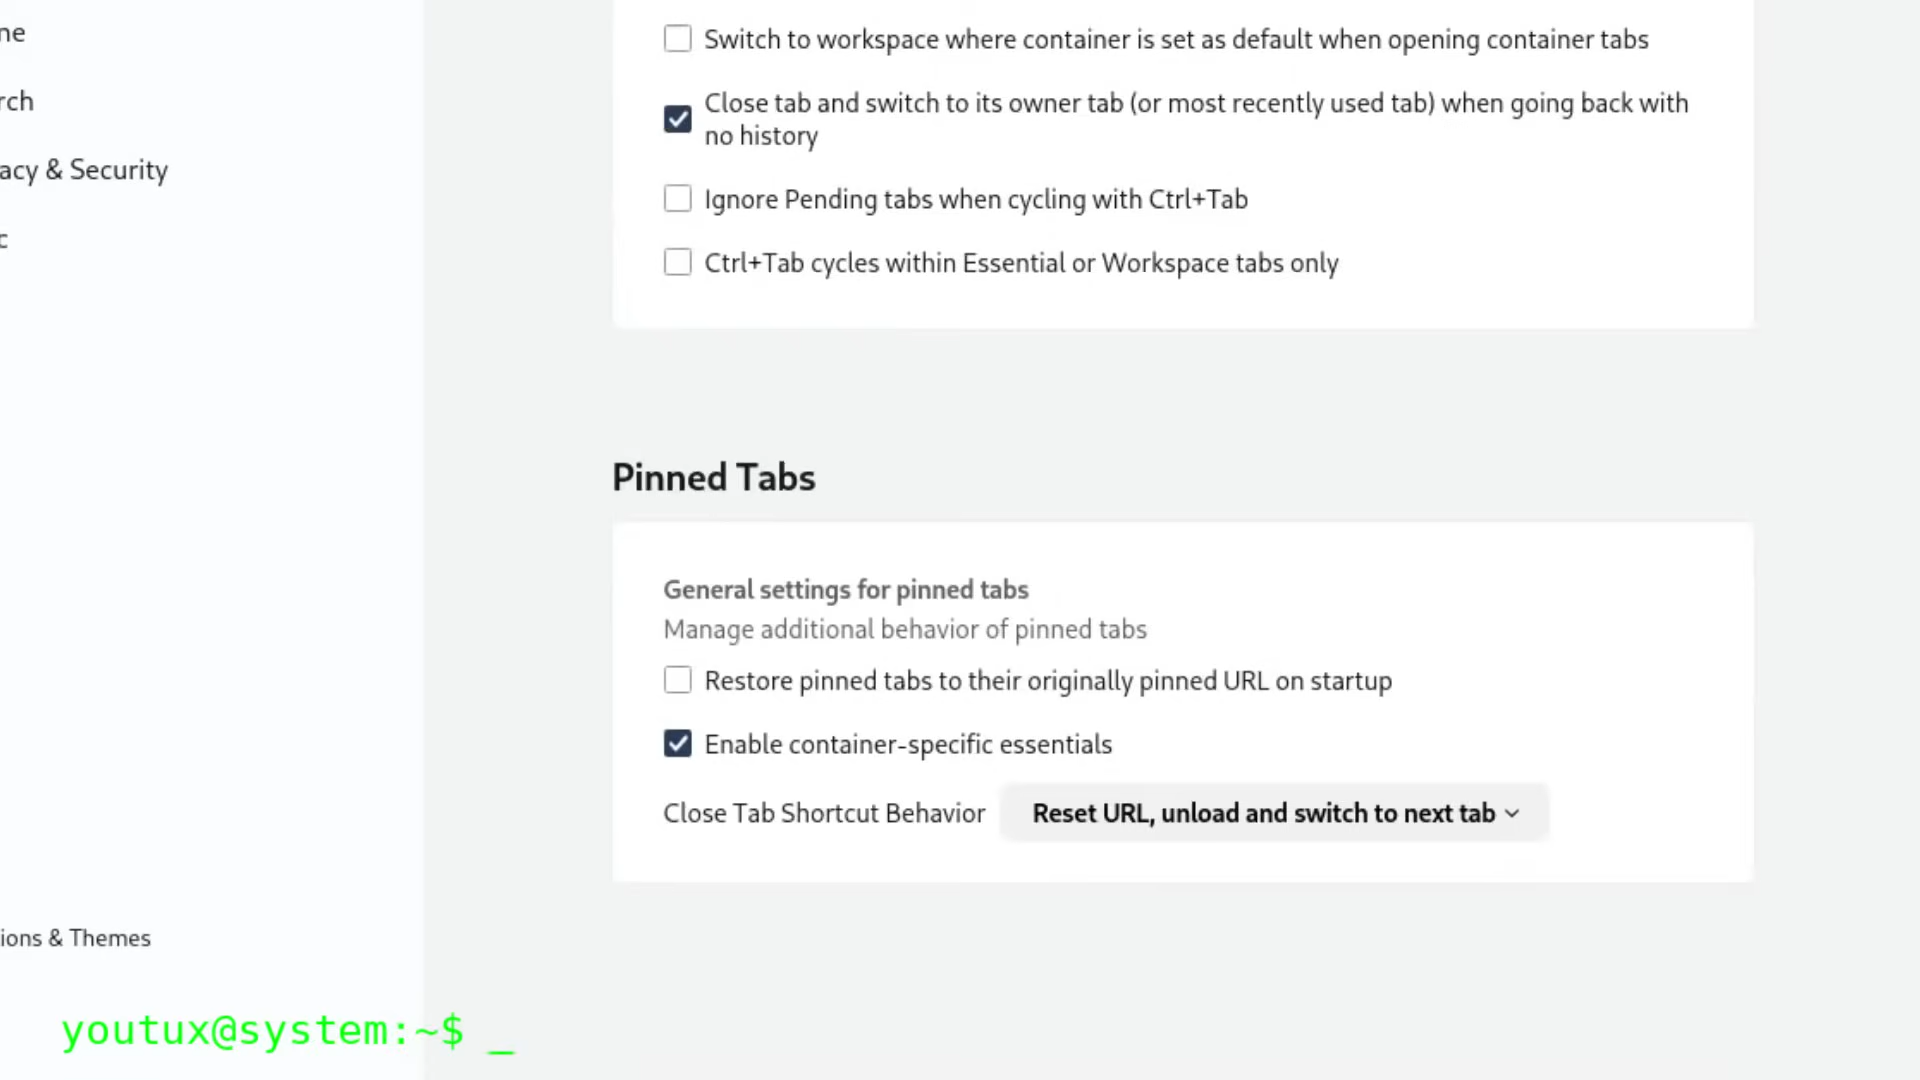 ne
rch
acy & Security
c
Switch to workspace where container is set as default when opening container tabs
Close tab and switch to its owner tab (or most recently used tab) when going back with
no history
Ignore Pending tabs when cycling with Ctrl+Tab
Ctrl+Tab cycles within Essential or Workspace tabs only
Pinned Tabs
General settings for pinned tabs
Manage additional behavior of pinned tabs
Restore pinned tabs to their originally pinned URL on startup
Enable container-specific essentials
Close Tab Shortcut Behavior Reset URL, unload and switch to next tab
ions & Themes
youtux@system:~$ _